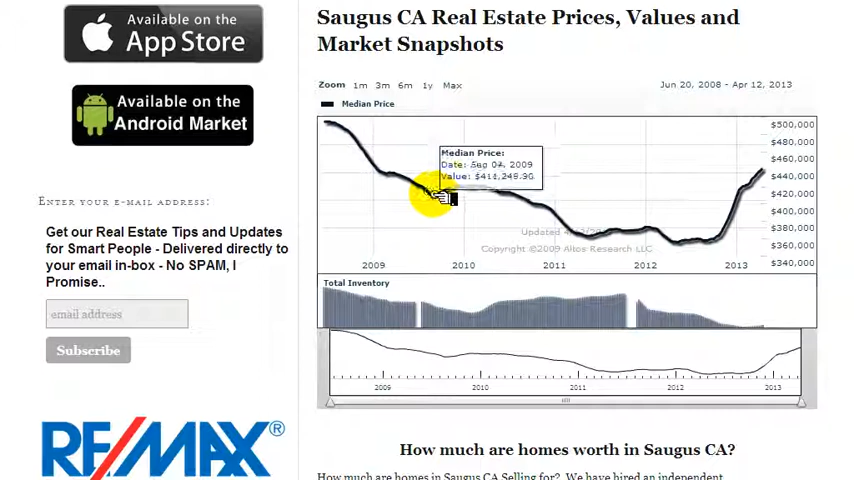 Available on the
App Store
Available on the
Android Market
ENTER YOUR E-MAIL ADDRESS:
Get our Real Estate Tips and Updates
for Smart People - Delivered directly to
your email in-box - No SPAM, I
Promise..
email address
Subscribe
RE/MAX®
Saugus CA Real Estate Prices, Values and
Market Snapshots
Zoom 1m 3m 6m 1y Max
Jun 20, 2008 - Apr 12, 2013
Median Price
$500,000
$480,000
$460,000
$440,000
$420,000
$400,000
$380,000
$360,000
$340,000
Median Price:
Date: Sep 04, 2009
Value: $411,248.36
Updated
Copyright ©2009 Altos Research LLC
2009 2010 2011 2012 2013
Total Inventory
2009 2010 2011 2012 2013
How much are homes worth in Saugus CA?
How much are homes in Saugus CA Selling for? We have hired an independent